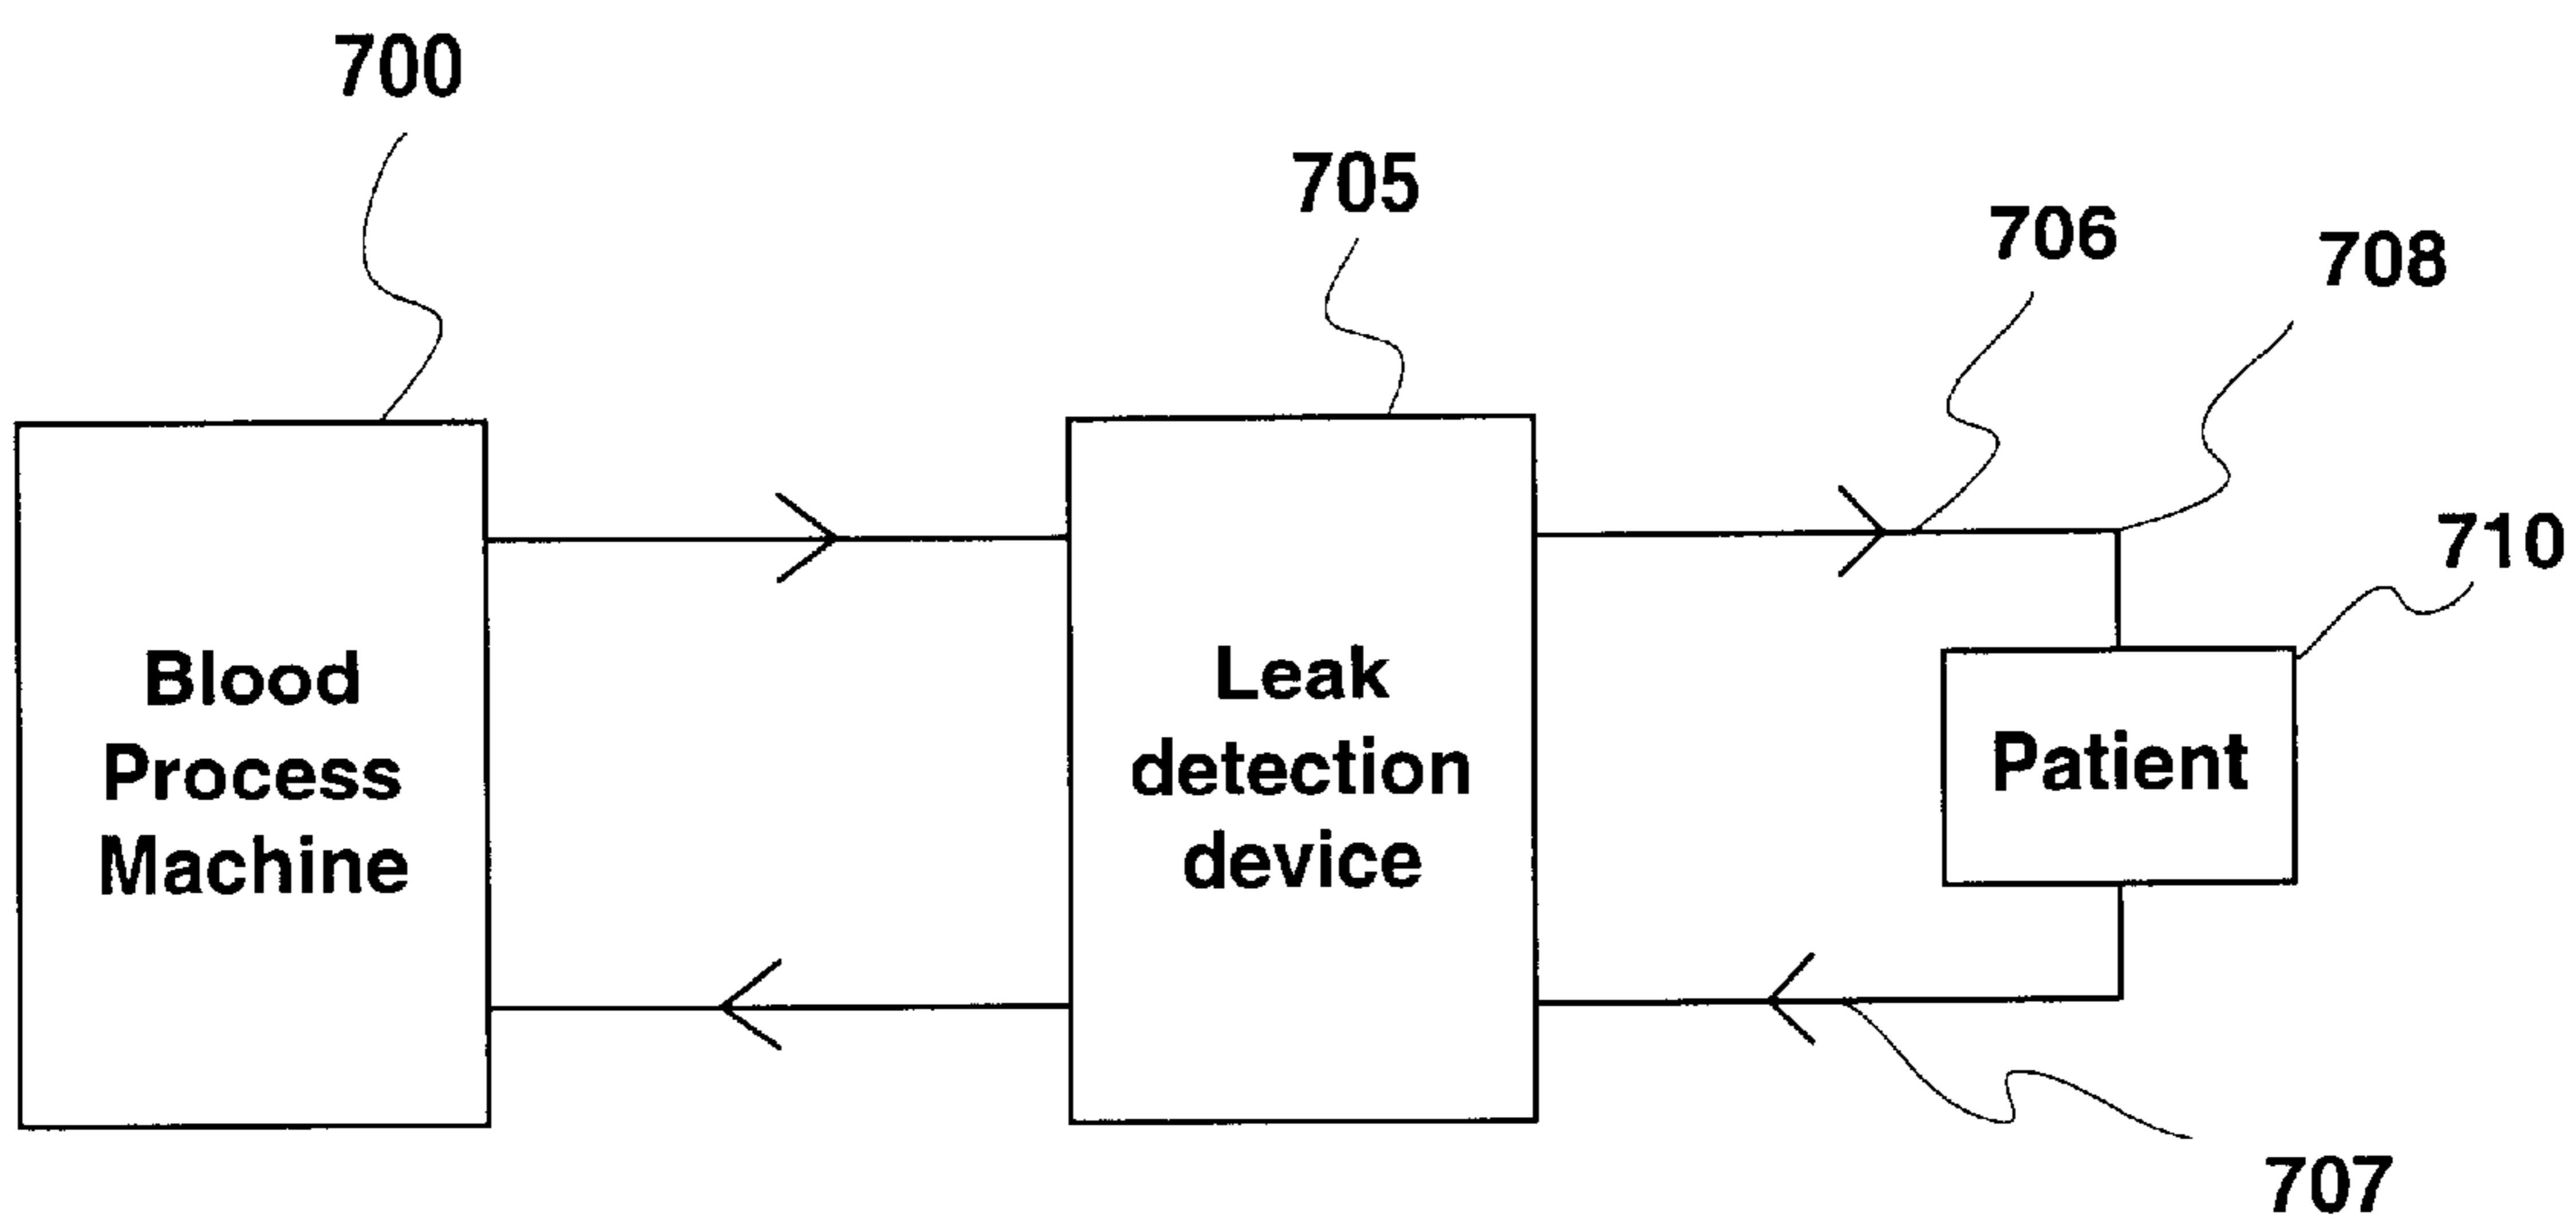 700
705
706
708
710
Blood
Process
Machine
Leak
detection
device
Patient
707